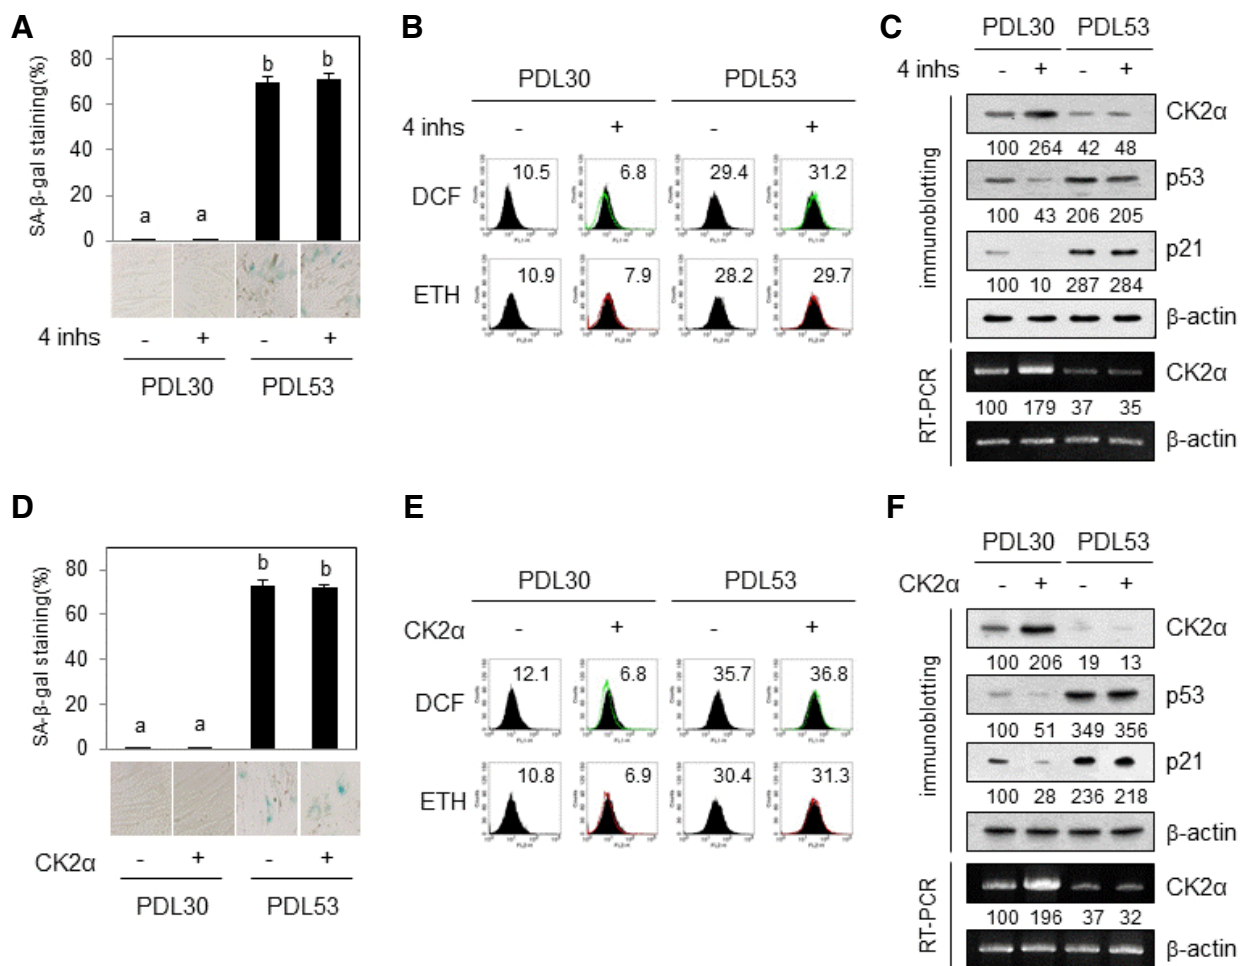 A
SA-β-gal staining(%)
80
60
40
20
0
a
a
b
b
4 inhs - + - +
PDL30 PDL53
B
PDL30 PDL53
4 inhs - + - +
DCF 10.5 6.8 29.4 31.2
ETH 10.9 7.9 28.2 29.7
C
PDL30 PDL53
4 inhs - + - +
immunoblotting
CK2α
100 264 42 48
p53
100 43 206 205
p21
100 10 287 284
β-actin
RT-PCR
CK2α
100 179 37 35
β-actin
D
SA-β-gal staining(%)
80
60
40
20
0
a
a
b
b
CK2α - + - +
PDL30 PDL53
E
PDL30 PDL53
CK2α - + - +
DCF 12.1 6.8 35.7 36.8
ETH 10.8 6.9 30.4 31.3
F
PDL30 PDL53
CK2α - + - +
immunoblotting
CK2α
100 206 19 13
p53
100 51 349 356
p21
100 28 236 218
β-actin
RT-PCR
CK2α
100 196 37 32
β-actin